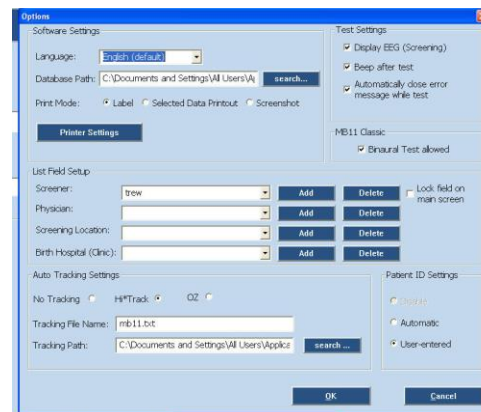 Options
Software Settings
Language: English (default)
Database Path: C:\Documents and Settings\All Users\A search...
Print Mode: Label Selected Data Printout Screenshot
Printer Settings
Test Settings
Display EEG (Screening)
Beep after test
Automatically close error
message while test
MB11 Classic
Binaural Test allowed
List Field Setup
Screener: trew Add Delete Lock field on
main screen
Physician: Add Delete
Screening Location: Add Delete
Birth Hospital (Clinic): Add Delete
Auto Tracking Settings
No Tracking Hi*Track OZ
Tracking File Name: mb11.txt
Tracking Path: C:\Documents and Settings\All Users\Applica search ...
Patient ID Settings
Automatic
User-entered
OK Cancel